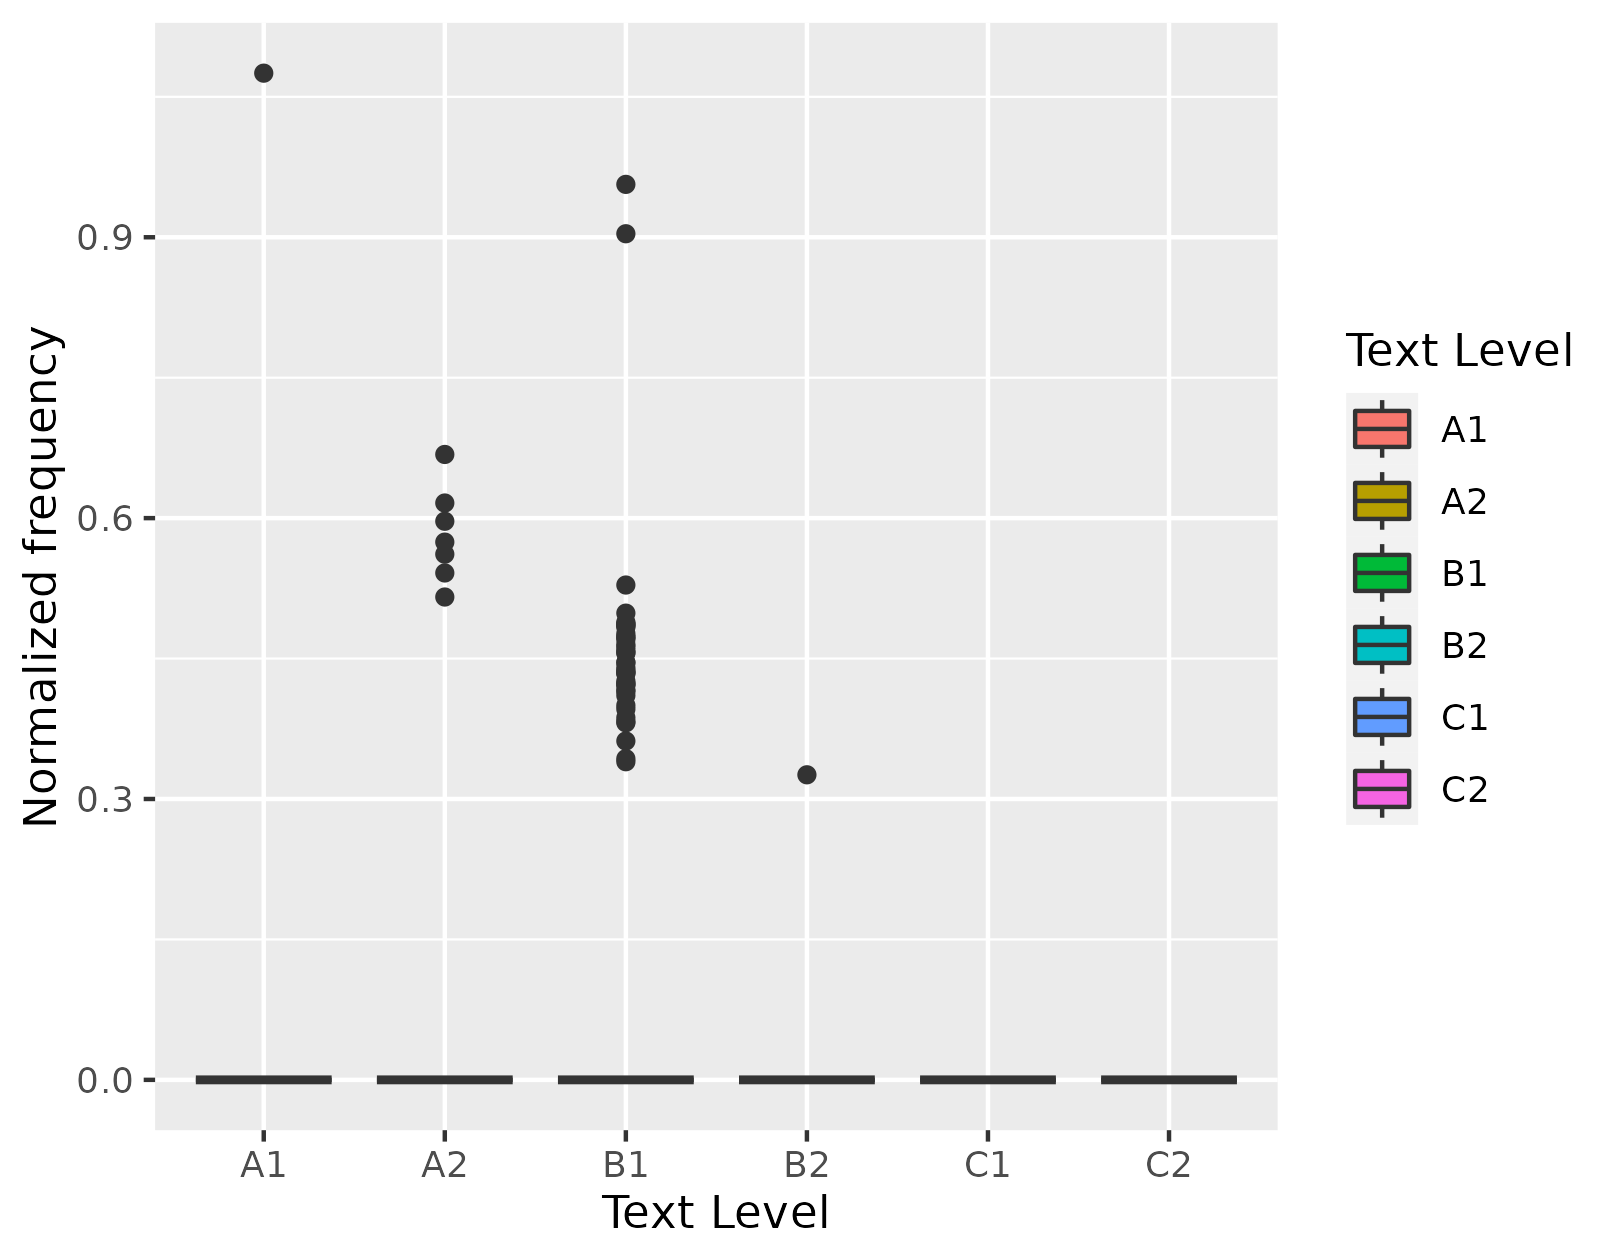 Normalized frequency
0.9
0.6
0.3
0.0
A1 A2 B1 B2 C1 C2
Text Level
Text Level
A1
A2
B1
B2
C1
C2